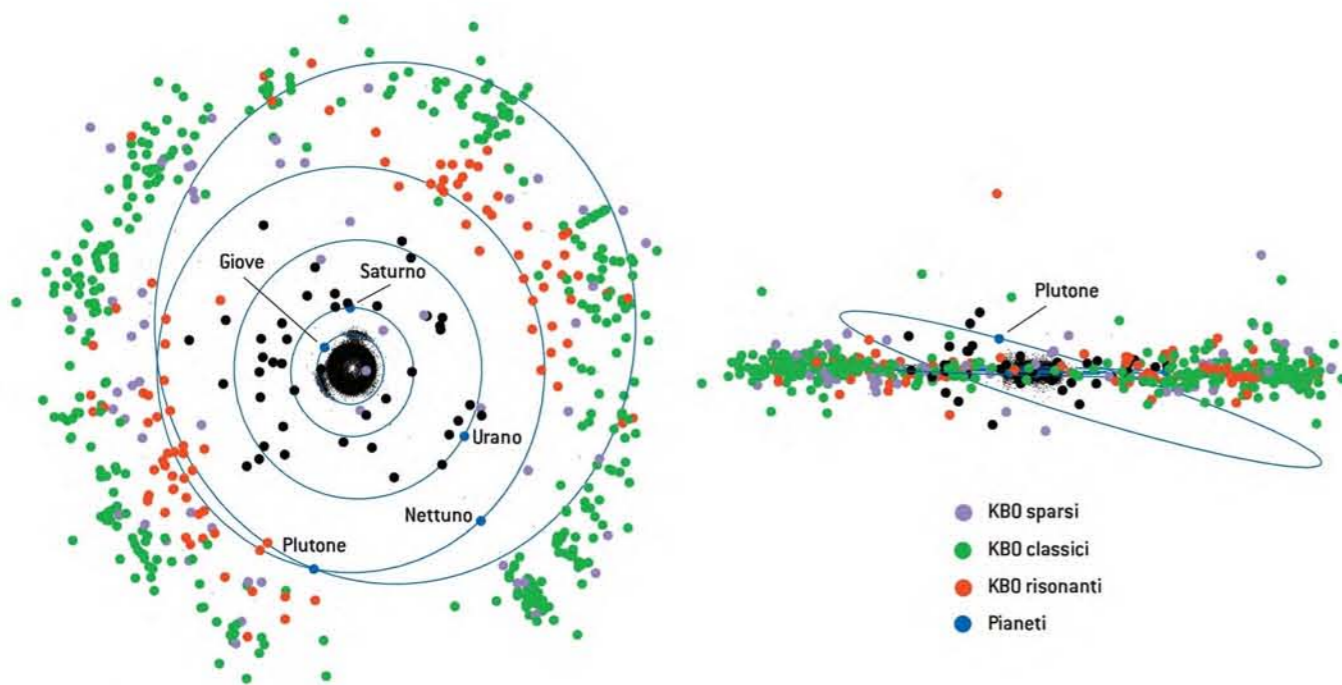 Giove
Saturno
Urano
Nettuno
Plutone
Plutone
KBO sparsi
KBO classici
KBO risonanti
Pianeti